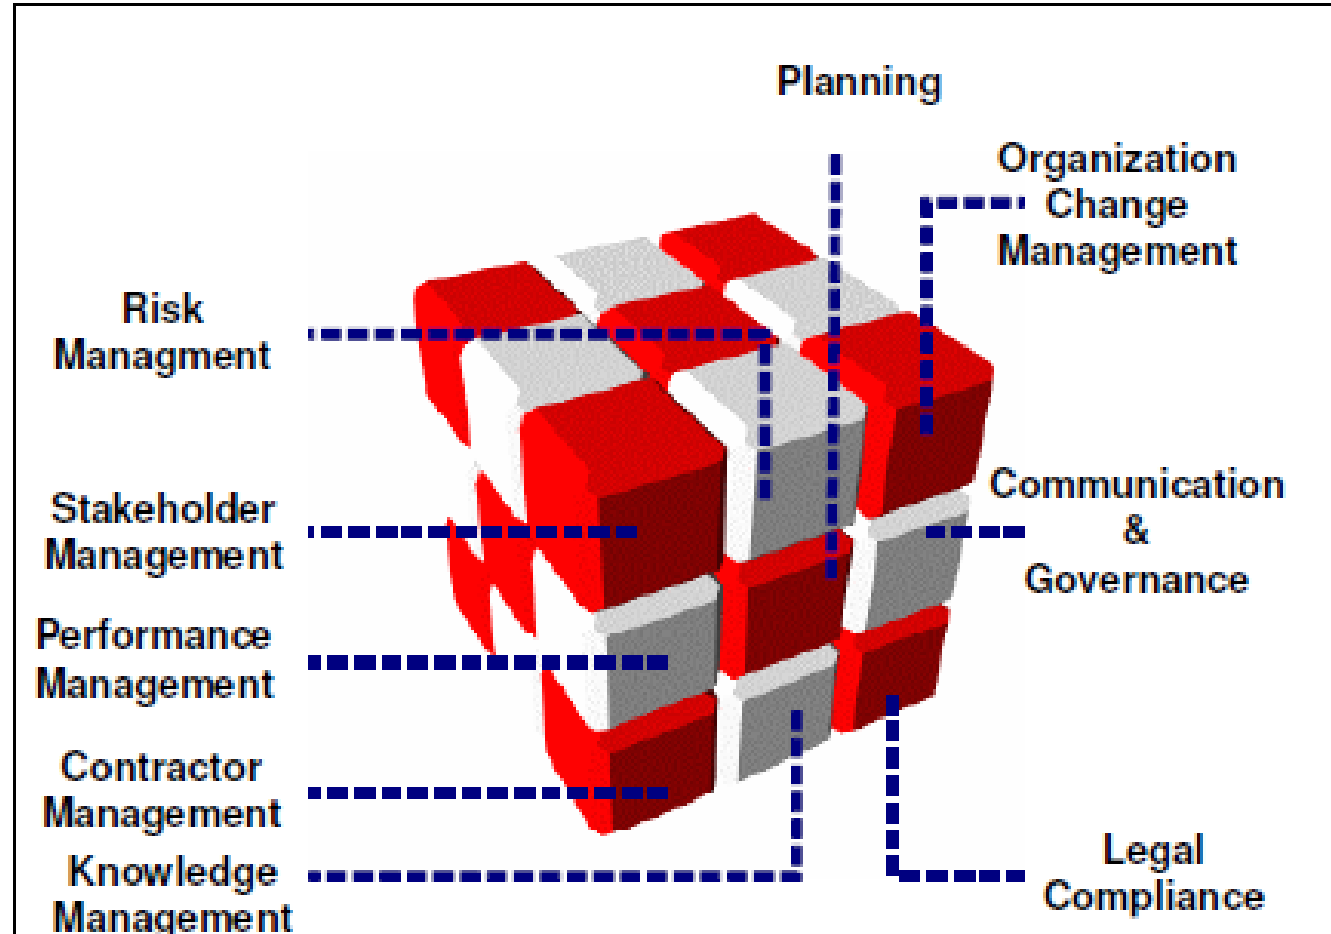 Planning
Organization
Change
Management
Risk
Managment
Stakeholder
Management
Communication
&
Governance
Performance
Management
Contractor
Management
Knowledge
Management
Legal
Compliance